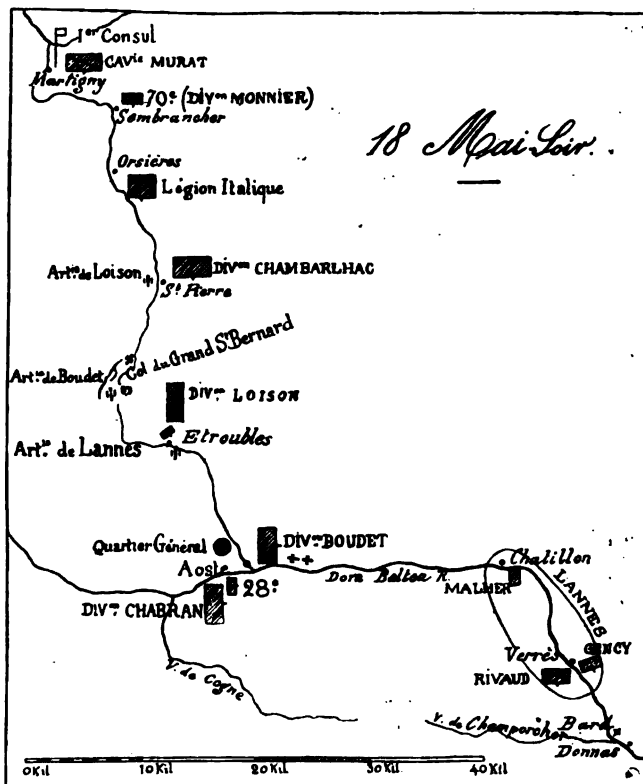 1er Consul
CAVie MURAT
Martigny
70e (DIVon MONNIER)
Sembrancher
18 Mai Soir.
Orsières
Légion Italique
Artie de Loison
DIVon CHAMBARLHAC
St Pierre
Col du Grand St Bernard
Artie de Boudet
DIVon LOISON
Etroubles
Artie de Lannes
Quartier Général
DIVon BOUDET
Aoste
Dora Baltea R.
Chatillon
MALHER
LANNES
28e
DIVon CHABRAN
Verrès
GENCY
RIVAUD
V. de Cogne
V. de Champorcher
Bard
Donnas
0Kil 10Kil 20Kil 30Kil 40Kil